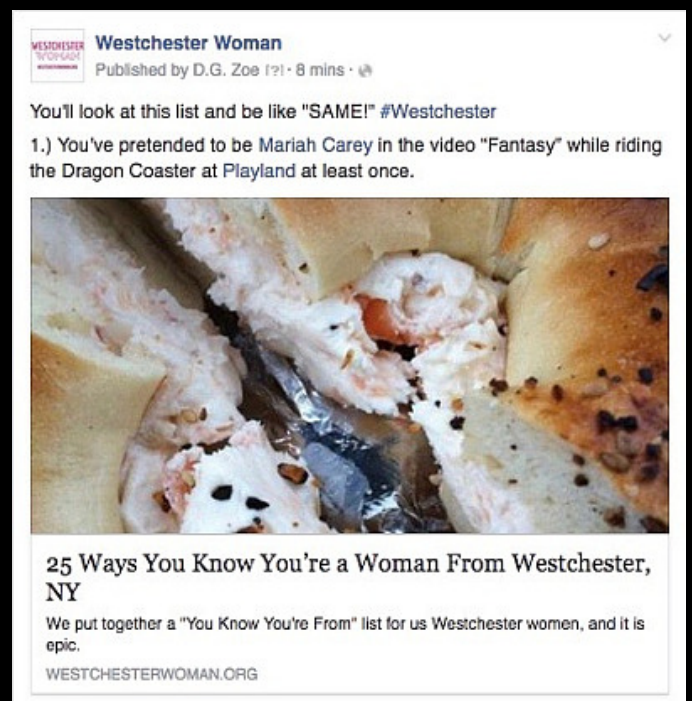 WESTCHESTER
WOMAN
Westchester Woman
Published by D.G. Zoe [?] · 8 mins ·
You'll look at this list and be like "SAME!" #Westchester
1.) You've pretended to be Mariah Carey in the video "Fantasy" while riding
the Dragon Coaster at Playland at least once.
25 Ways You Know You're a Woman From Westchester,
NY
We put together a "You Know You're From" list for us Westchester women, and it is
epic.
WESTCHESTERWOMAN.ORG